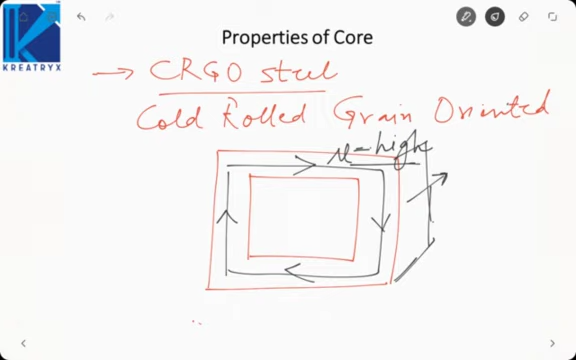 KREATRYX
Properties of Core
→ CRGO steel
Cold Rolled Grain Oriented
μ - high